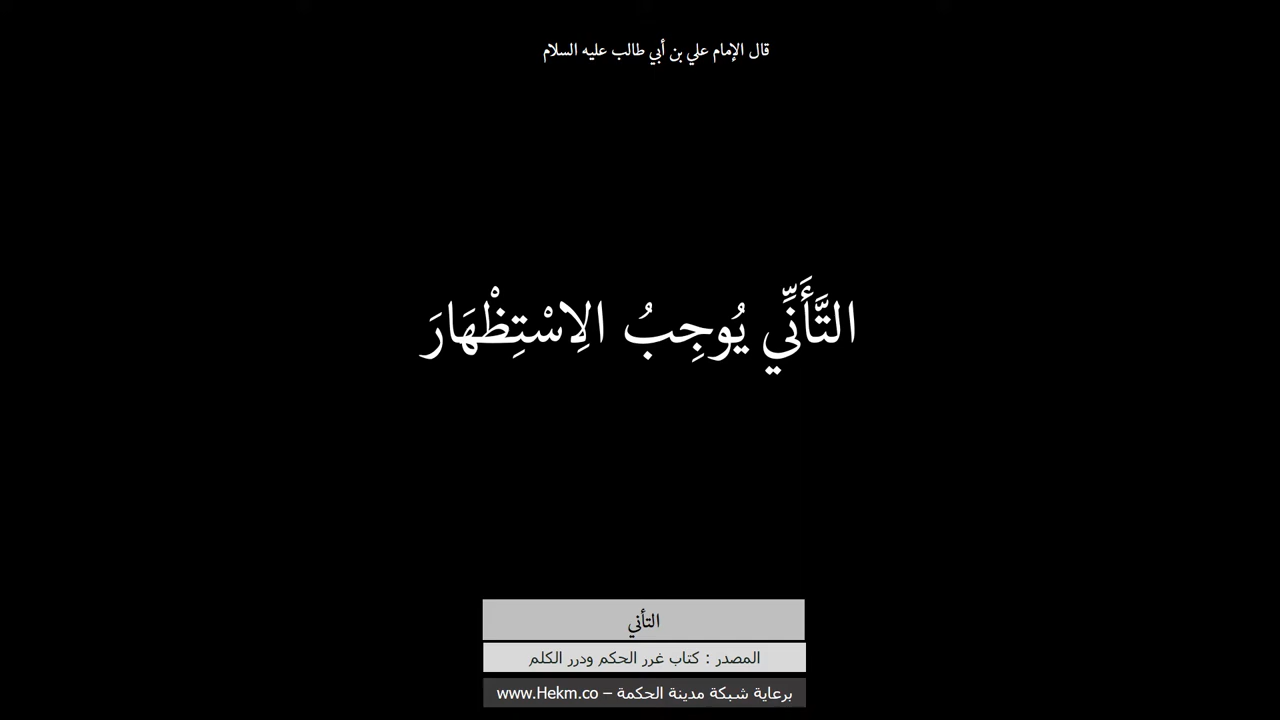 قال الإمام علي بن أبي طالب عليه السلام
التَّأَنِّي يُوجِبُ الِاسْتِظْهَارَ
التأني
المصدر : كتاب غرر الحكم ودرر الكلم
برعاية شبكة مدينة الحكمة – www.Hekm.co